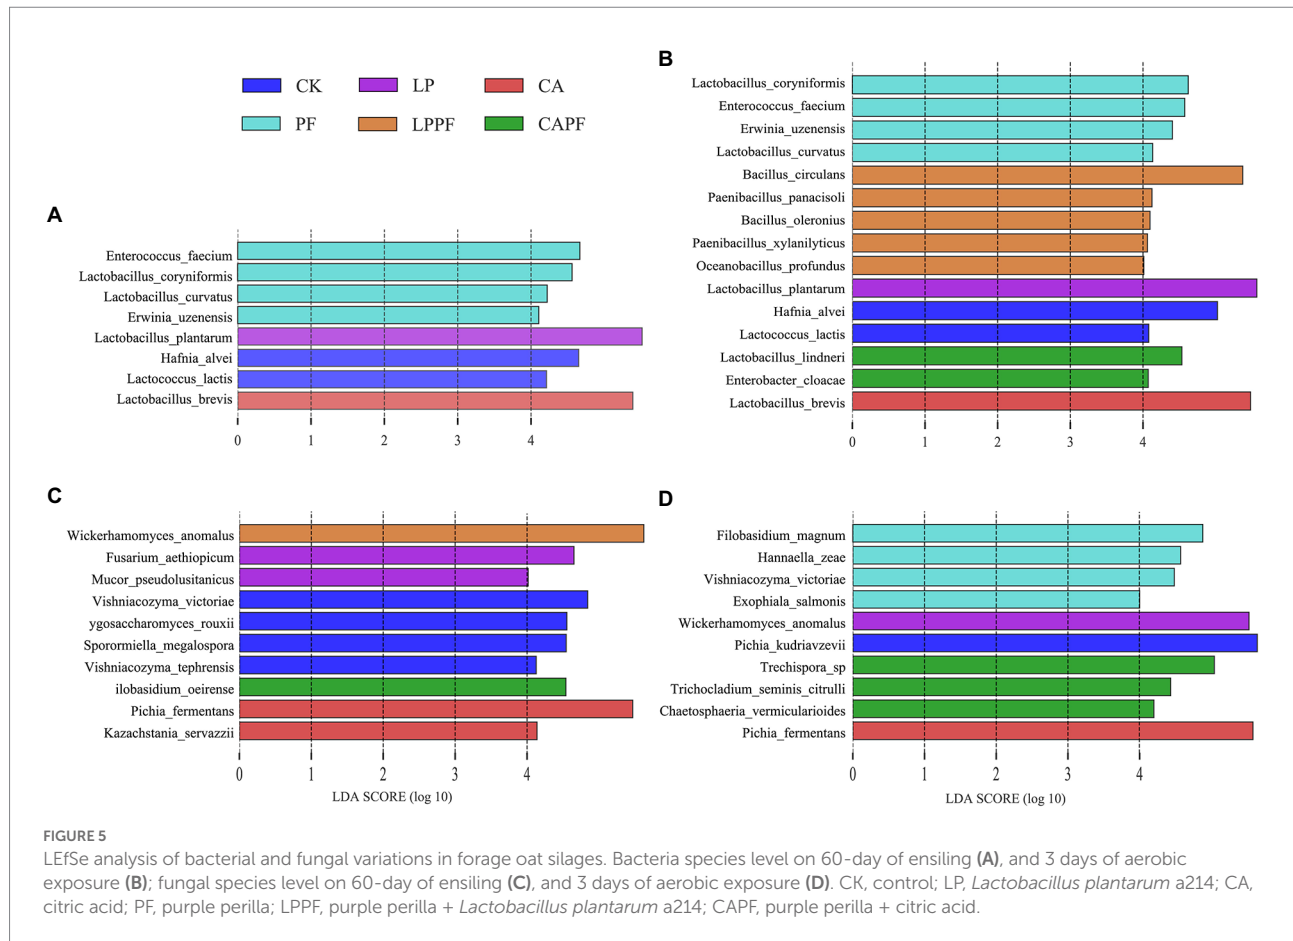 CK LP CA
PF LPPF CAPF
A
Enterococcus_faecium
Lactobacillus_coryniformis
Lactobacillus_curvatus
Erwinia_uzenensis
Lactobacillus_plantarum
Hafnia_alvei
Lactococcus_lactis
Lactobacillus_brevis
0 1 2 3 4
B
Lactobacillus_coryniformis
Enterococcus_faecium
Erwinia_uzenensis
Lactobacillus_curvatus
Bacillus_circulans
Paenibacillus_panacisoli
Bacillus_oleronius
Paenibacillus_xylanilyticus
Oceanobacillus_profundus
Lactobacillus_plantarum
Hafnia_alvei
Lactococcus_lactis
Lactobacillus_lindneri
Enterobacter_cloacae
Lactobacillus_brevis
0 1 2 3 4
C
Wickerhamomyces_anomalus
Fusarium_aethiopicum
Mucor_pseudolusitanicus
Vishniacozyma_victoriae
ygosaccharomyces_rouxii
Sporormiella_megalospora
Vishniacozyma_tephrensis
ilobasidium_oeirense
Pichia_fermentans
Kazachstania_servazzii
0 1 2 3 4
LDA SCORE (log 10)
D
Filobasidium_magnum
Hannaella_zeae
Vishniacozyma_victoriae
Exophiala_salmonis
Wickerhamomyces_anomalus
Pichia_kudriavzevii
Trechispora_sp
Trichocladium_seminis_citrulli
Chaetosphaeria_vermicularioides
Pichia_fermentans
0 1 2 3 4
LDA SCORE (log 10)
FIGURE 5
LEfSe analysis of bacterial and fungal variations in forage oat silages. Bacteria species level on 60-day of ensiling (A), and 3 days of aerobic
exposure (B); fungal species level on 60-day of ensiling (C), and 3 days of aerobic exposure (D). CK, control; LP, Lactobacillus plantarum a214; CA,
citric acid; PF, purple perilla; LPPF, purple perilla + Lactobacillus plantarum a214; CAPF, purple perilla + citric acid.